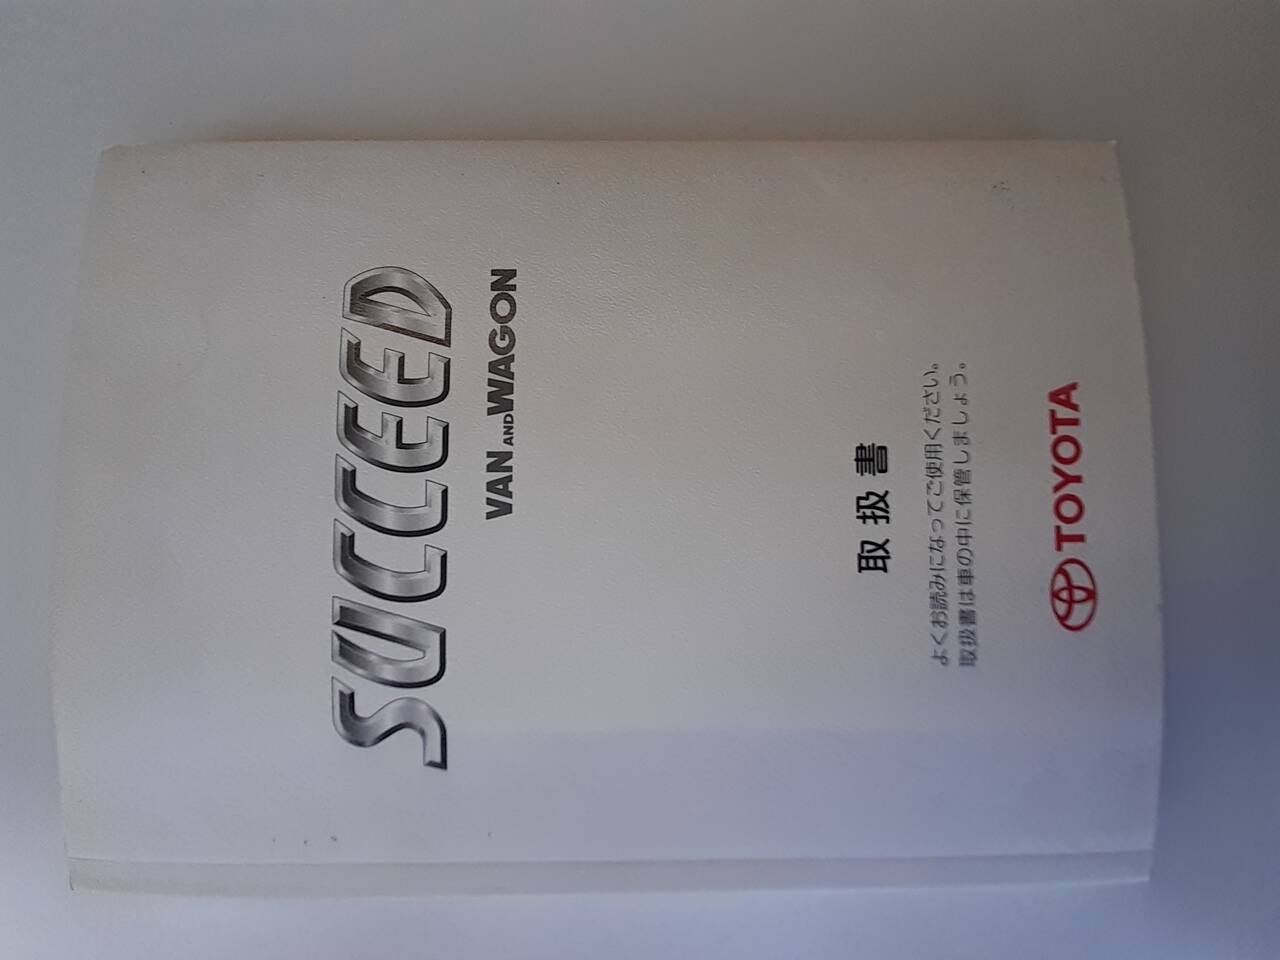 SUCCEED
VAN AND WAGON
取扱書
よくお読みになってご使用ください。
取扱書は車の中に保管しましょう。
TOYOTA